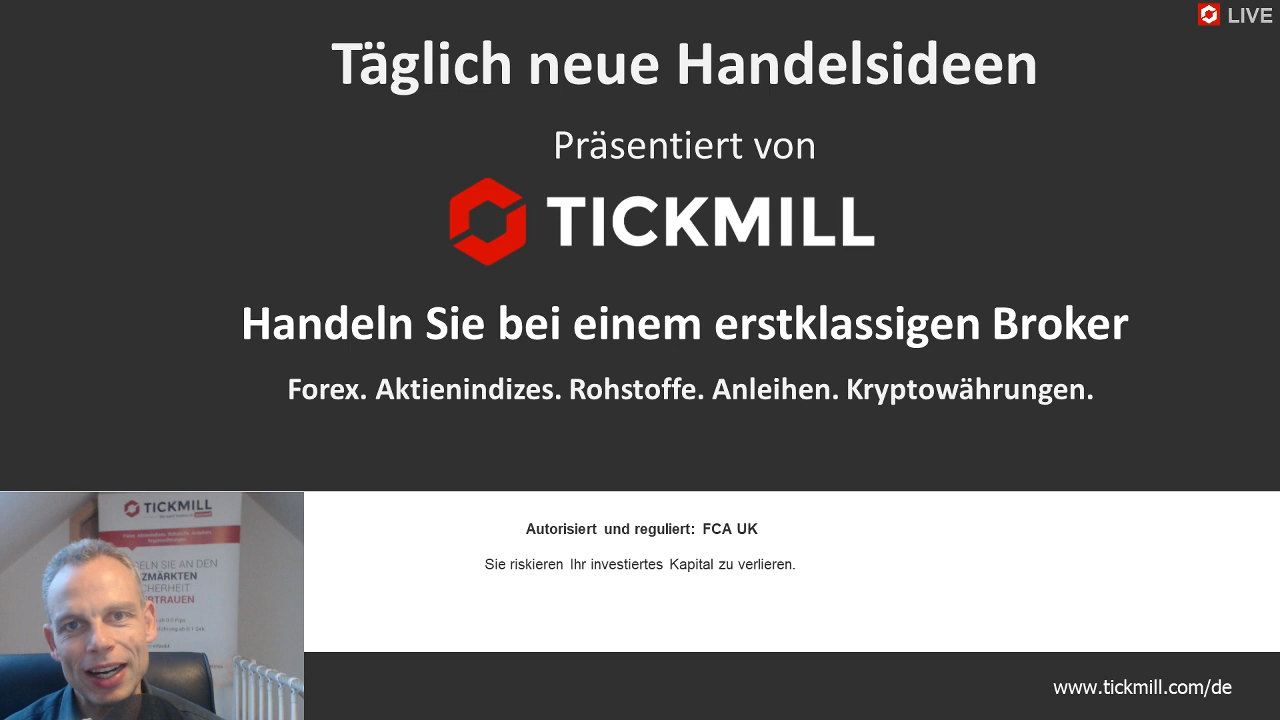 LIVE
Täglich neue Handelsideen
Präsentiert von
TICKMILL
Handeln Sie bei einem erstklassigen Broker
Forex. Aktienindizes. Rohstoffe. Anleihen. Kryptowährungen.
TICKMILL
Autorisiert und reguliert: FCA UK
Sie riskieren Ihr investiertes Kapital zu verlieren.
www.tickmill.com/de